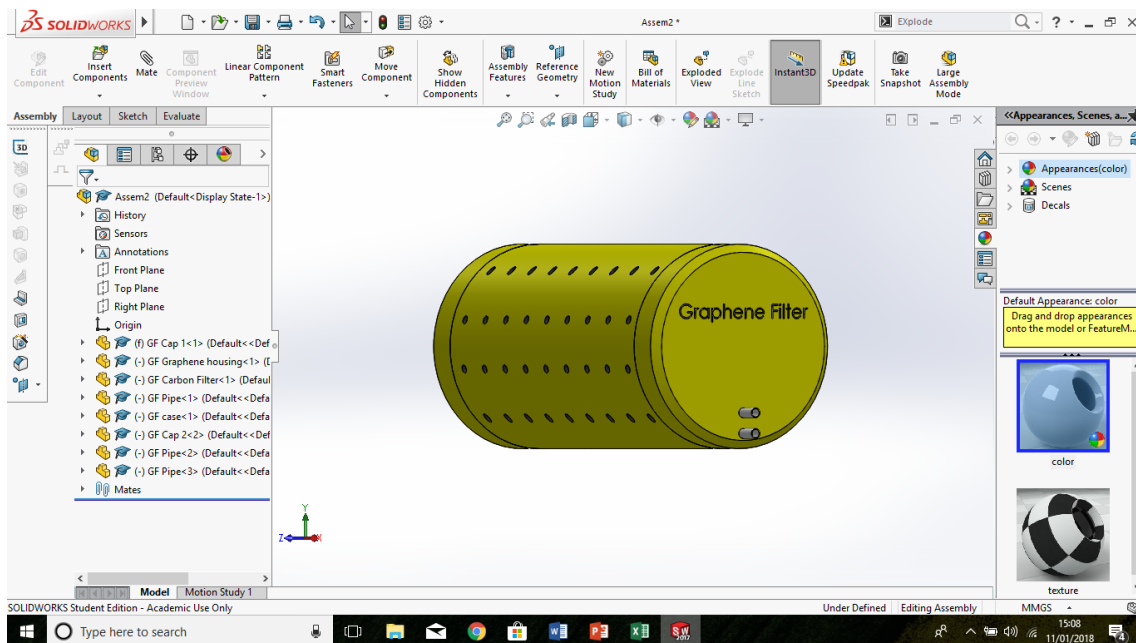 SOLIDWORKS
Assem2 *
EXplode
Edit Component
Insert Components
Mate
Component Preview Window
Linear Component Pattern
Smart Fasteners
Move Component
Show Hidden Components
Assembly Features
Reference Geometry
New Motion Study
Bill of Materials
Exploded View
Explode Line Sketch
Instant3D
Update Speedpak
Take Snapshot
Large Assembly Mode
Assembly
Layout
Sketch
Evaluate
Assem2 (Default<Display State-1>)
History
Sensors
Annotations
Front Plane
Top Plane
Right Plane
Origin
(f) GF Cap 1<1> (Default<<Def
(-) GF Graphene housing<1> (
(-) GF Carbon Filter<1> (Defaul
(-) GF Pipe<1> (Default<<Defa
(-) GF case<1> (Default<<Defa
(-) GF Cap 2<2> (Default<<Def
(-) GF Pipe<2> (Default<<Defa
(-) GF Pipe<3> (Default<<Defa
Mates
Graphene Filter
Y
Z
Appearances, Scenes, a...
Appearances(color)
Scenes
Decals
Default Appearance: color
Drag and drop appearances
onto the model or FeatureM...
color
texture
Model
Motion Study 1
SOLIDWORKS Student Edition - Academic Use Only
Under Defined
Editing Assembly
MMGS
Type here to search
15:08
11/01/2018